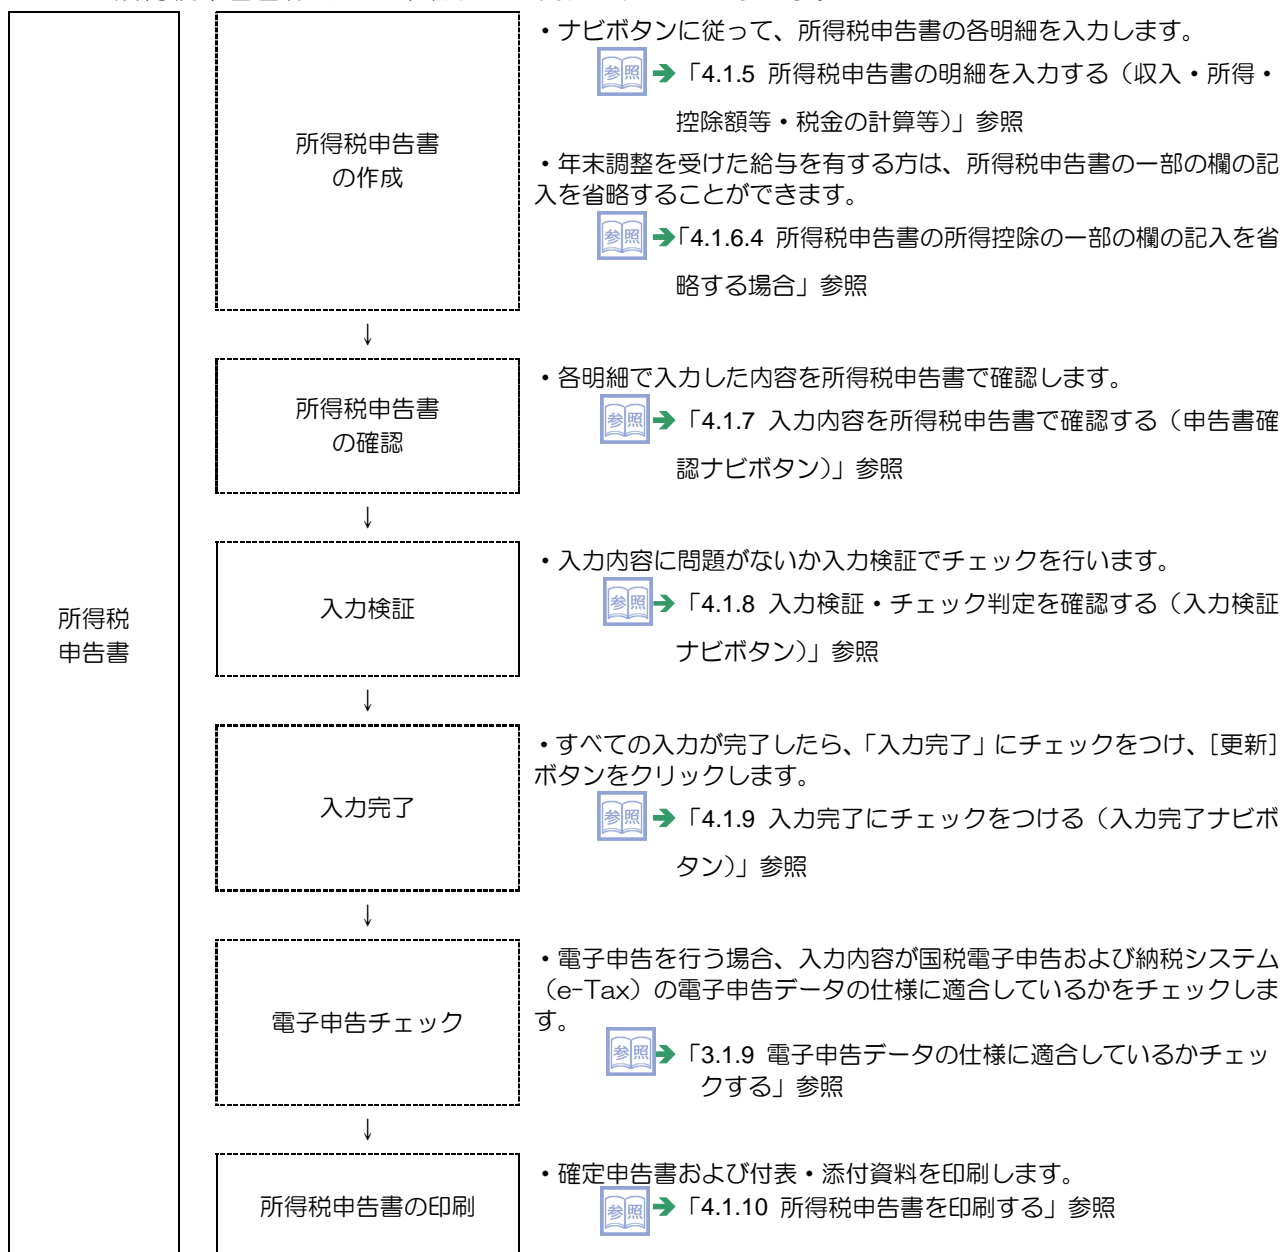 所得税
申告書
所得税申告書
の作成
・ナビボタンに従って、所得税申告書の各明細を入力します。
参照 ➔「4.1.5 所得税申告書の明細を入力する（収入・所得・
控除額等・税金の計算等）」参照
・年末調整を受けた給与を有する方は、所得税申告書の一部の欄の記
入を省略することができます。
参照 ➔「4.1.6.4 所得税申告書の所得控除の一部の欄の記入を省
略する場合」参照
↓
所得税申告書
の確認
・各明細で入力した内容を所得税申告書で確認します。
参照 ➔「4.1.7 入力内容を所得税申告書で確認する（申告書確
認ナビボタン）」参照
↓
入力検証
・入力内容に問題がないか入力検証でチェックを行います。
参照 ➔「4.1.8 入力検証・チェック判定を確認する（入力検証
ナビボタン）」参照
↓
入力完了
・すべての入力が完了したら、「入力完了」にチェックをつけ、［更新］
ボタンをクリックします。
参照 ➔「4.1.9 入力完了にチェックをつける（入力完了ナビボ
タン）」参照
↓
電子申告チェック
・電子申告を行う場合、入力内容が国税電子申告および納税システム
（e-Tax）の電子申告データの仕様に適合しているかをチェックしま
す。
参照 ➔「3.1.9 電子申告データの仕様に適合しているかチェッ
クする」参照
↓
所得税申告書の印刷
・確定申告書および付表・添付資料を印刷します。
参照 ➔「4.1.10 所得税申告書を印刷する」参照